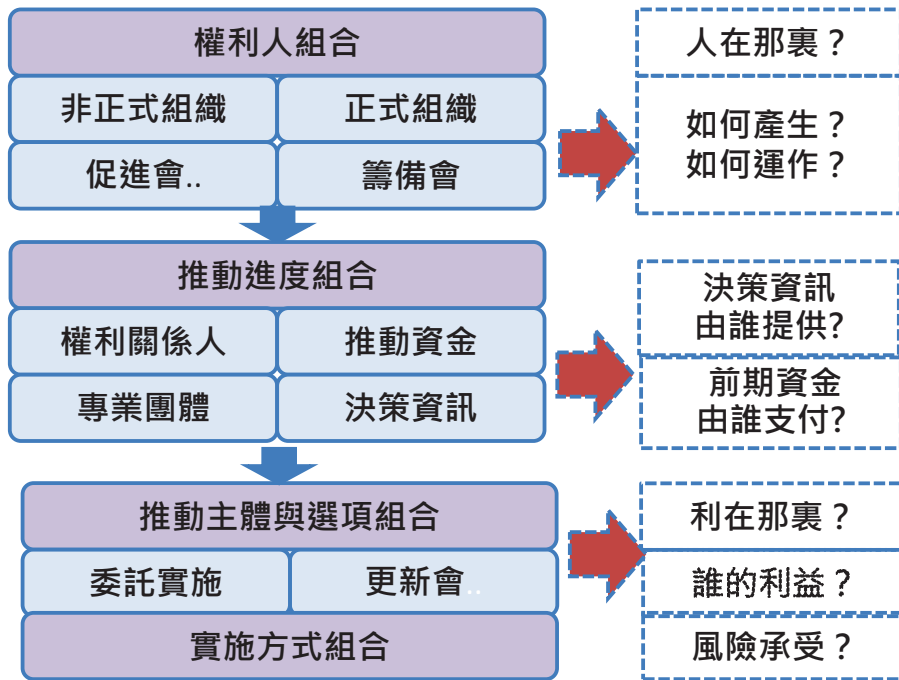 權利人組合
非正式組織
正式組織
促進會..
籌備會
人在那裏？
如何產生？
如何運作？
推動進度組合
權利關係人
推動資金
專業團體
決策資訊
決策資訊
由誰提供?
前期資金
由誰支付?
推動主體與選項組合
委託實施
更新會..
實施方式組合
利在那裏？
誰的利益？
風險承受？